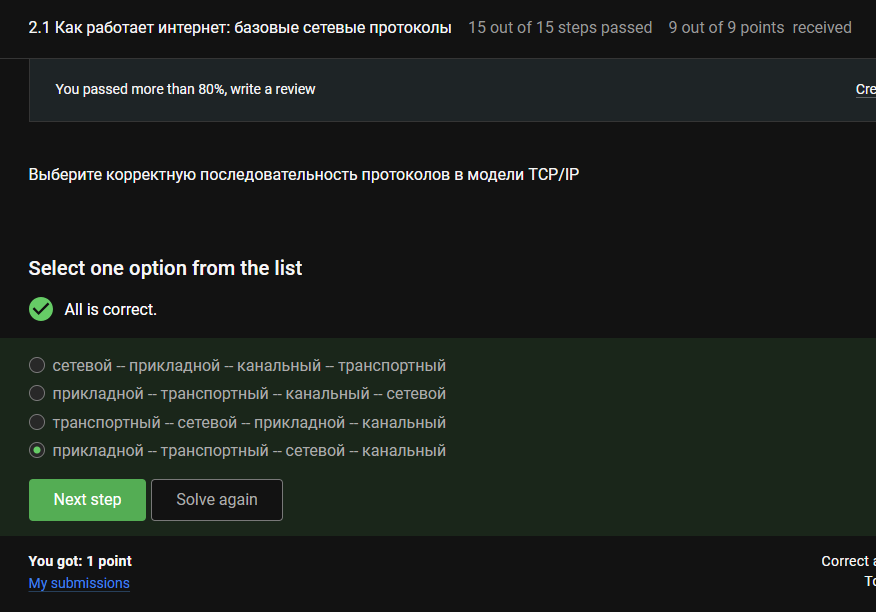 2.1 Как работает интернет: базовые сетевые протоколы 15 out of 15 steps passed 9 out of 9 points received
You passed more than 80%, write a review
Выберите корректную последовательность протоколов в модели TCP/IP
Select one option from the list
All is correct.
сетевой -- прикладной -- канальный -- транспортный
прикладной -- транспортный -- канальный -- сетевой
транспортный -- сетевой -- прикладной -- канальный
прикладной -- транспортный -- сетевой -- канальный
Next step Solve again
You got: 1 point Correct
My submissions